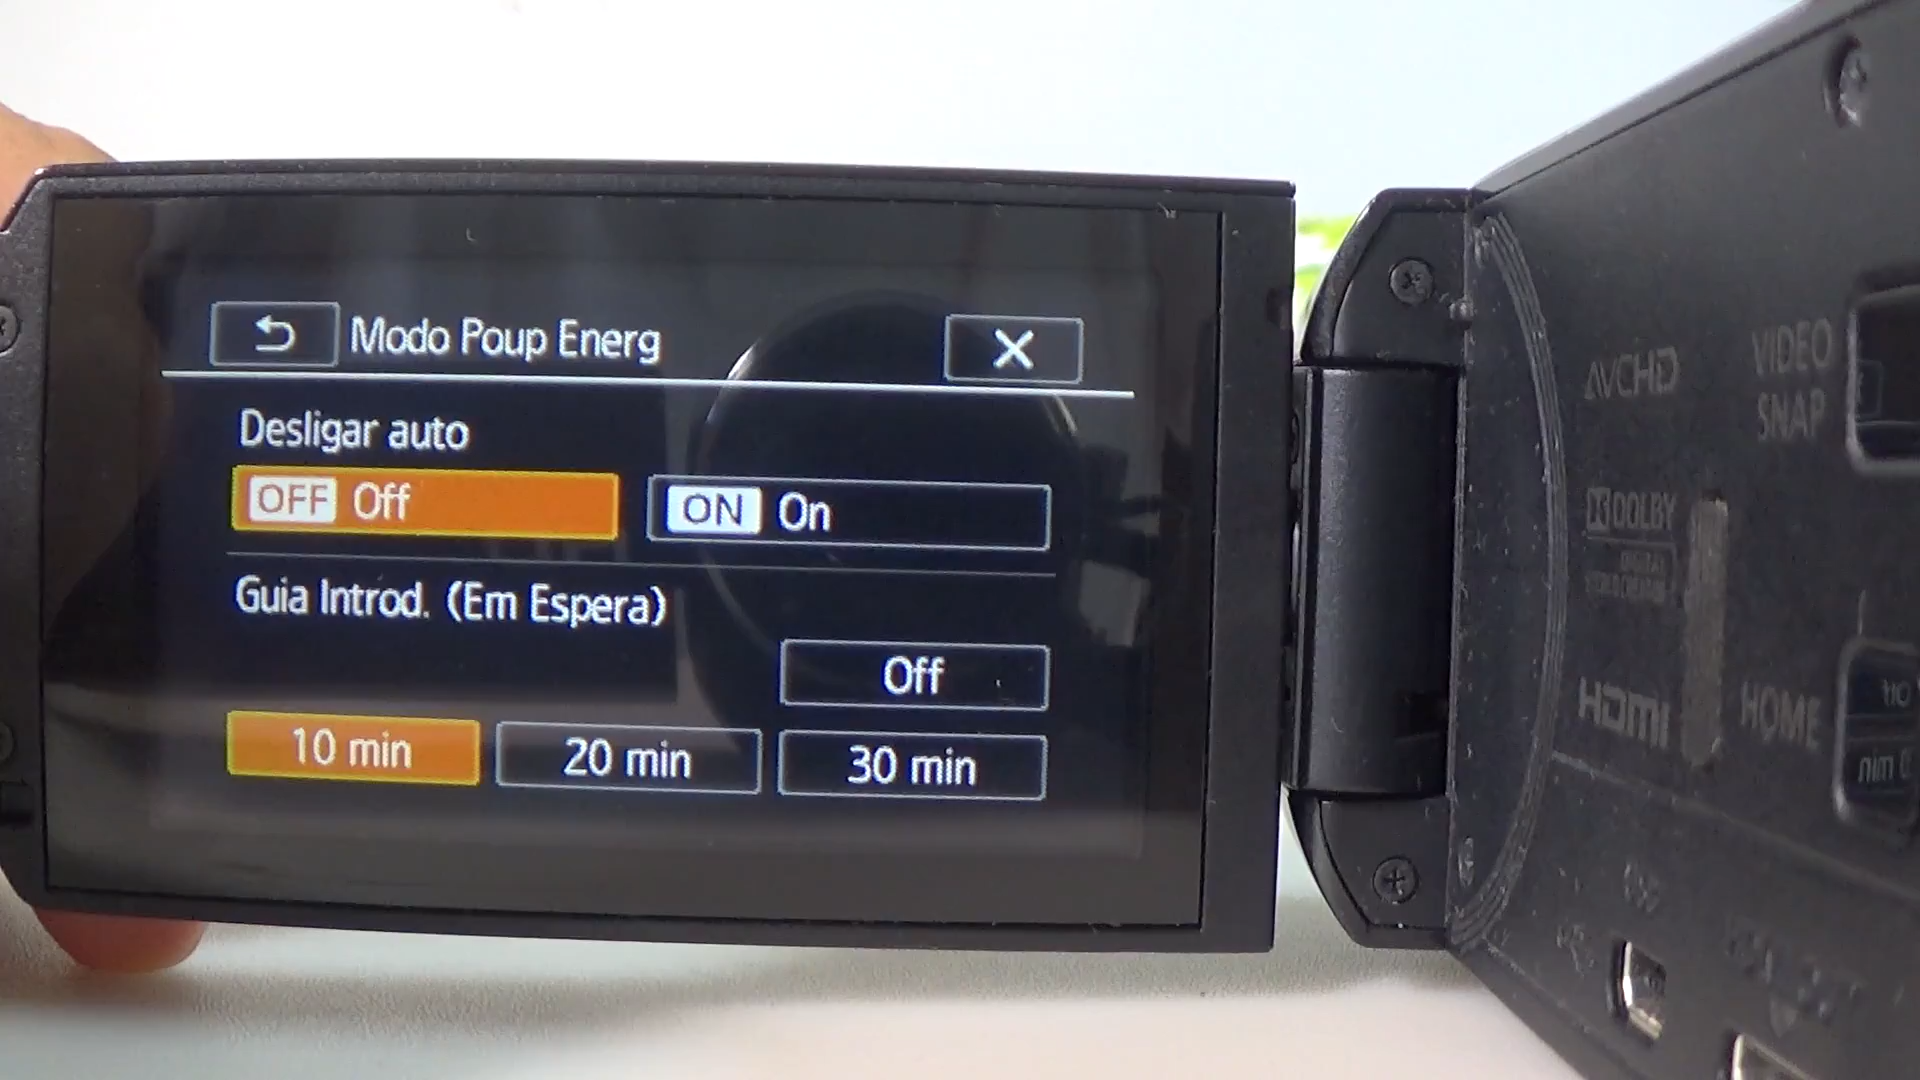 Modo Poup Energ
Desligar auto
OFF Off
ON On
Guia Introd. (Em Espera)
Off
10 min
20 min
30 min
AVCHD
VIDEO
SNAP
DOLBY
DIGITAL
HDMI
HOME